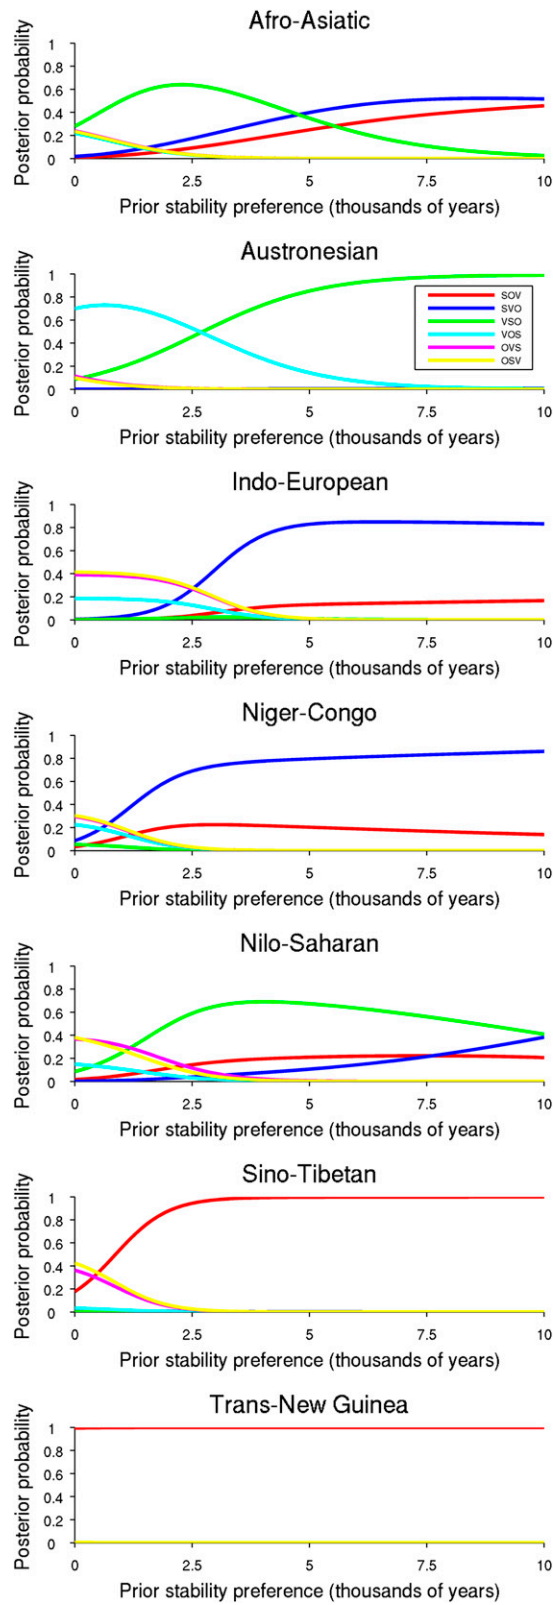 Afro-Asiatic
Posterior probability
1
0.8
0.6
0.4
0.2
0
0 2.5 5 7.5 10
Prior stability preference (thousands of years)
Austronesian
Posterior probability
1
0.8
0.6
0.4
0.2
0
SOV
SVO
VSO
VOS
OVS
OSV
0 2.5 5 7.5 10
Prior stability preference (thousands of years)
Indo-European
Posterior probability
1
0.8
0.6
0.4
0.2
0
0 2.5 5 7.5 10
Prior stability preference (thousands of years)
Niger-Congo
Posterior probability
1
0.8
0.6
0.4
0.2
0
0 2.5 5 7.5 10
Prior stability preference (thousands of years)
Nilo-Saharan
Posterior probability
1
0.8
0.6
0.4
0.2
0
0 2.5 5 7.5 10
Prior stability preference (thousands of years)
Sino-Tibetan
Posterior probability
1
0.8
0.6
0.4
0.2
0
0 2.5 5 7.5 10
Prior stability preference (thousands of years)
Trans-New Guinea
Posterior probability
1
0.8
0.6
0.4
0.2
0
0 2.5 5 7.5 10
Prior stability preference (thousands of years)